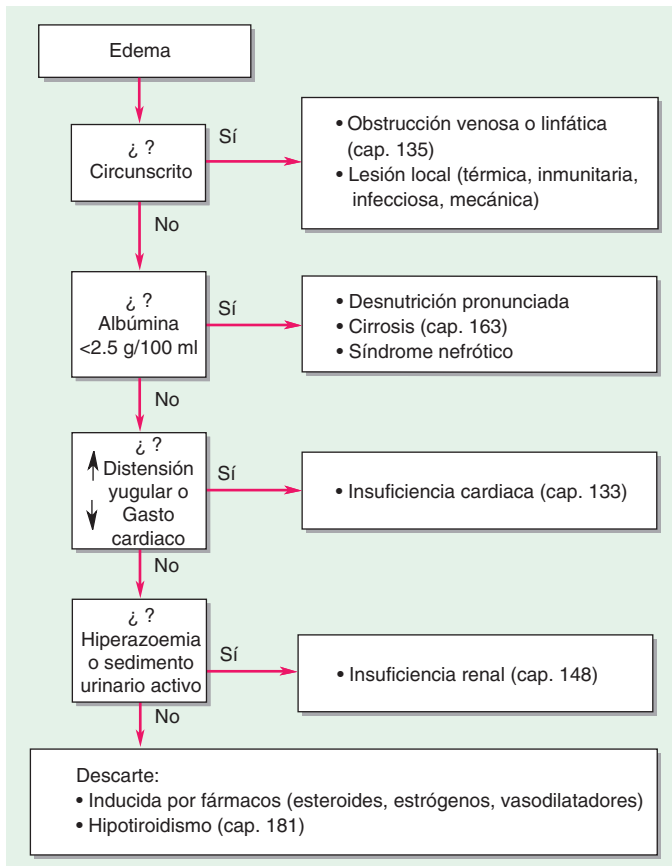 Edema
¿ ?
Circunscrito
Sí
• Obstrucción venosa o linfática
(cap. 135)
• Lesión local (térmica, inmunitaria,
infecciosa, mecánica)
No
¿ ?
Albúmina
<2.5 g/100 ml
Sí
• Desnutrición pronunciada
• Cirrosis (cap. 163)
• Síndrome nefrótico
No
¿ ?
Distensión
yugular o
Gasto
cardiaco
Sí
• Insuficiencia cardiaca (cap. 133)
No
¿ ?
Hiperazoemia
o sedimento
urinario activo
Sí
• Insuficiencia renal (cap. 148)
No
Descarte:
• Inducida por fármacos (esteroides, estrógenos, vasodilatadores)
• Hipotiroidismo (cap. 181)